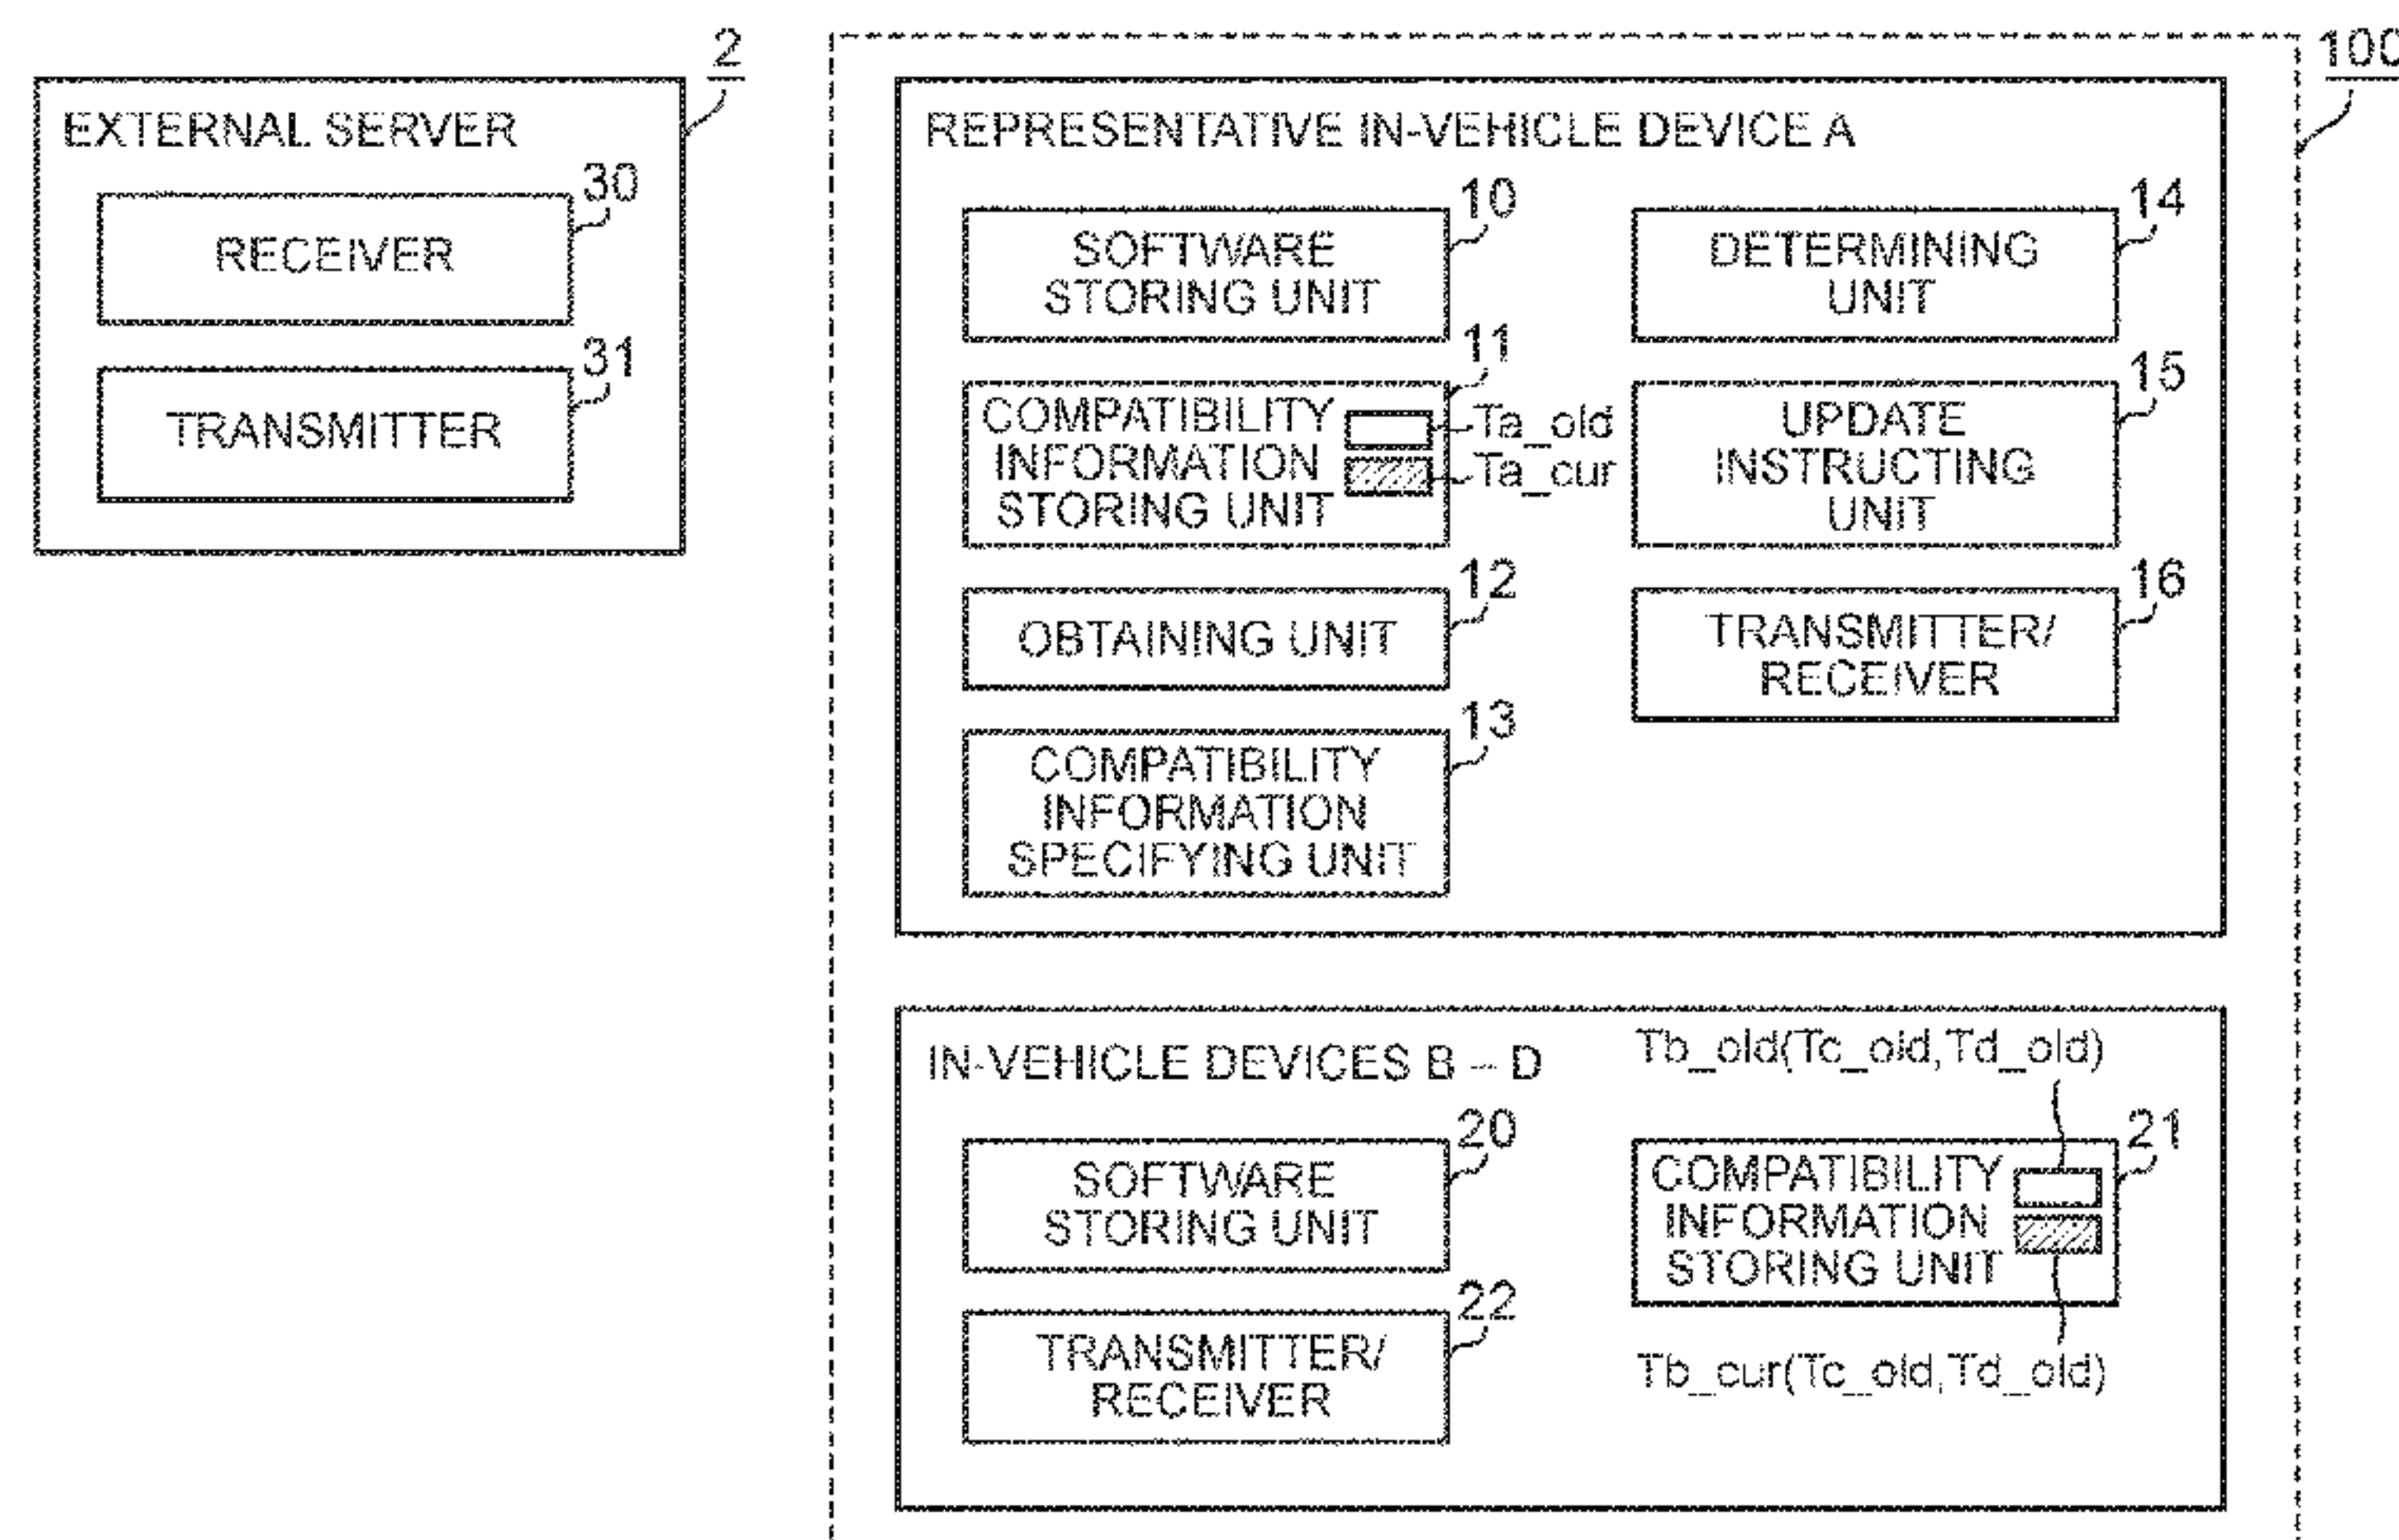 2
EXTERNAL SERVER
30
RECEIVER
31
TRANSMITTER
100
REPRESENTATIVE IN-VEHICLE DEVICE A
10
SOFTWARE
STORING UNIT
11
COMPATIBILITY
INFORMATION
STORING UNIT
Ta_old
Ta_cur
12
OBTAINING UNIT
13
COMPATIBILITY
INFORMATION
SPECIFYING UNIT
14
DETERMINING
UNIT
15
UPDATE
INSTRUCTING
UNIT
16
TRANSMITTER/
RECEIVER
IN-VEHICLE DEVICES B – D
20
SOFTWARE
STORING UNIT
22
TRANSMITTER/
RECEIVER
Tb_old(Tc_old,Td_old)
21
COMPATIBILITY
INFORMATION
STORING UNIT
Tb_cur(Tc_old,Td_old)